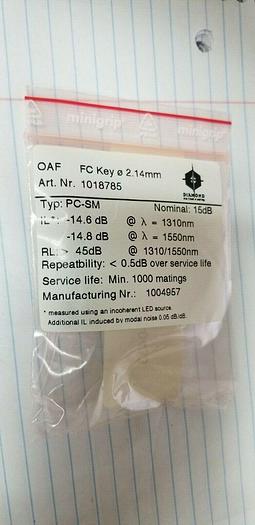 minigrip minigrip
OAF FC Key ø 2.14mm
Art. Nr. 1018785
DIAMOND
Typ: PC-SM Nominal: 15dB
IL*: -14.6 dB @ λ = 1310nm
-14.8 dB @ λ = 1550nm
RL: > 45dB @ 1310/1550nm
Repeatbility: < 0.5dB over service life
Service life: Min. 1000 matings
Manufacturing Nr.: 1004957
* measured using an incoherent LED source.
Additional IL induced by modal noise 0.05 dB/dB.